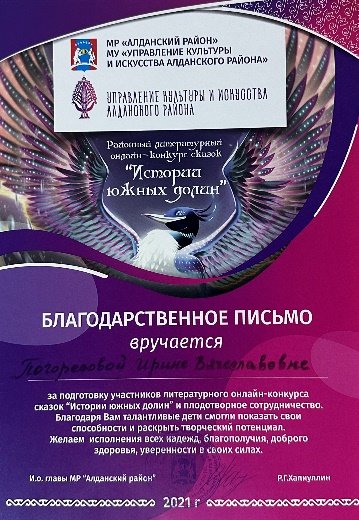 МР «АЛДАНСКИЙ РАЙОН»
МУ «УПРАВЛЕНИЕ КУЛЬТУРЫ
И ИСКУССТВА АЛДАНСКОГО РАЙОНА»
УПРАВЛЕНИЕ КУЛЬТУРЫ И ИСКУССТВА
АЛДАНСКОГО РАЙОНА
Районный литературный
онлайн-конкурс сказок
"Истории
южных долин"
БЛАГОДАРСТВЕННОЕ ПИСЬМО
вручается
Ирине Вячеславовне
за подготовку участников литературного онлайн-конкурса
сказок "Истории южных долин" и плодотворное сотрудничество.
Благодаря Вам талантливые дети смогли показать свои
способности и раскрыть творческий потенциал.
Желаем исполнения всех надежд, благополучия, доброго
здоровья, уверенности в своих силах.
И.о. главы МР "Алданский район"
Р.Г.Хапиуллин
2021 г